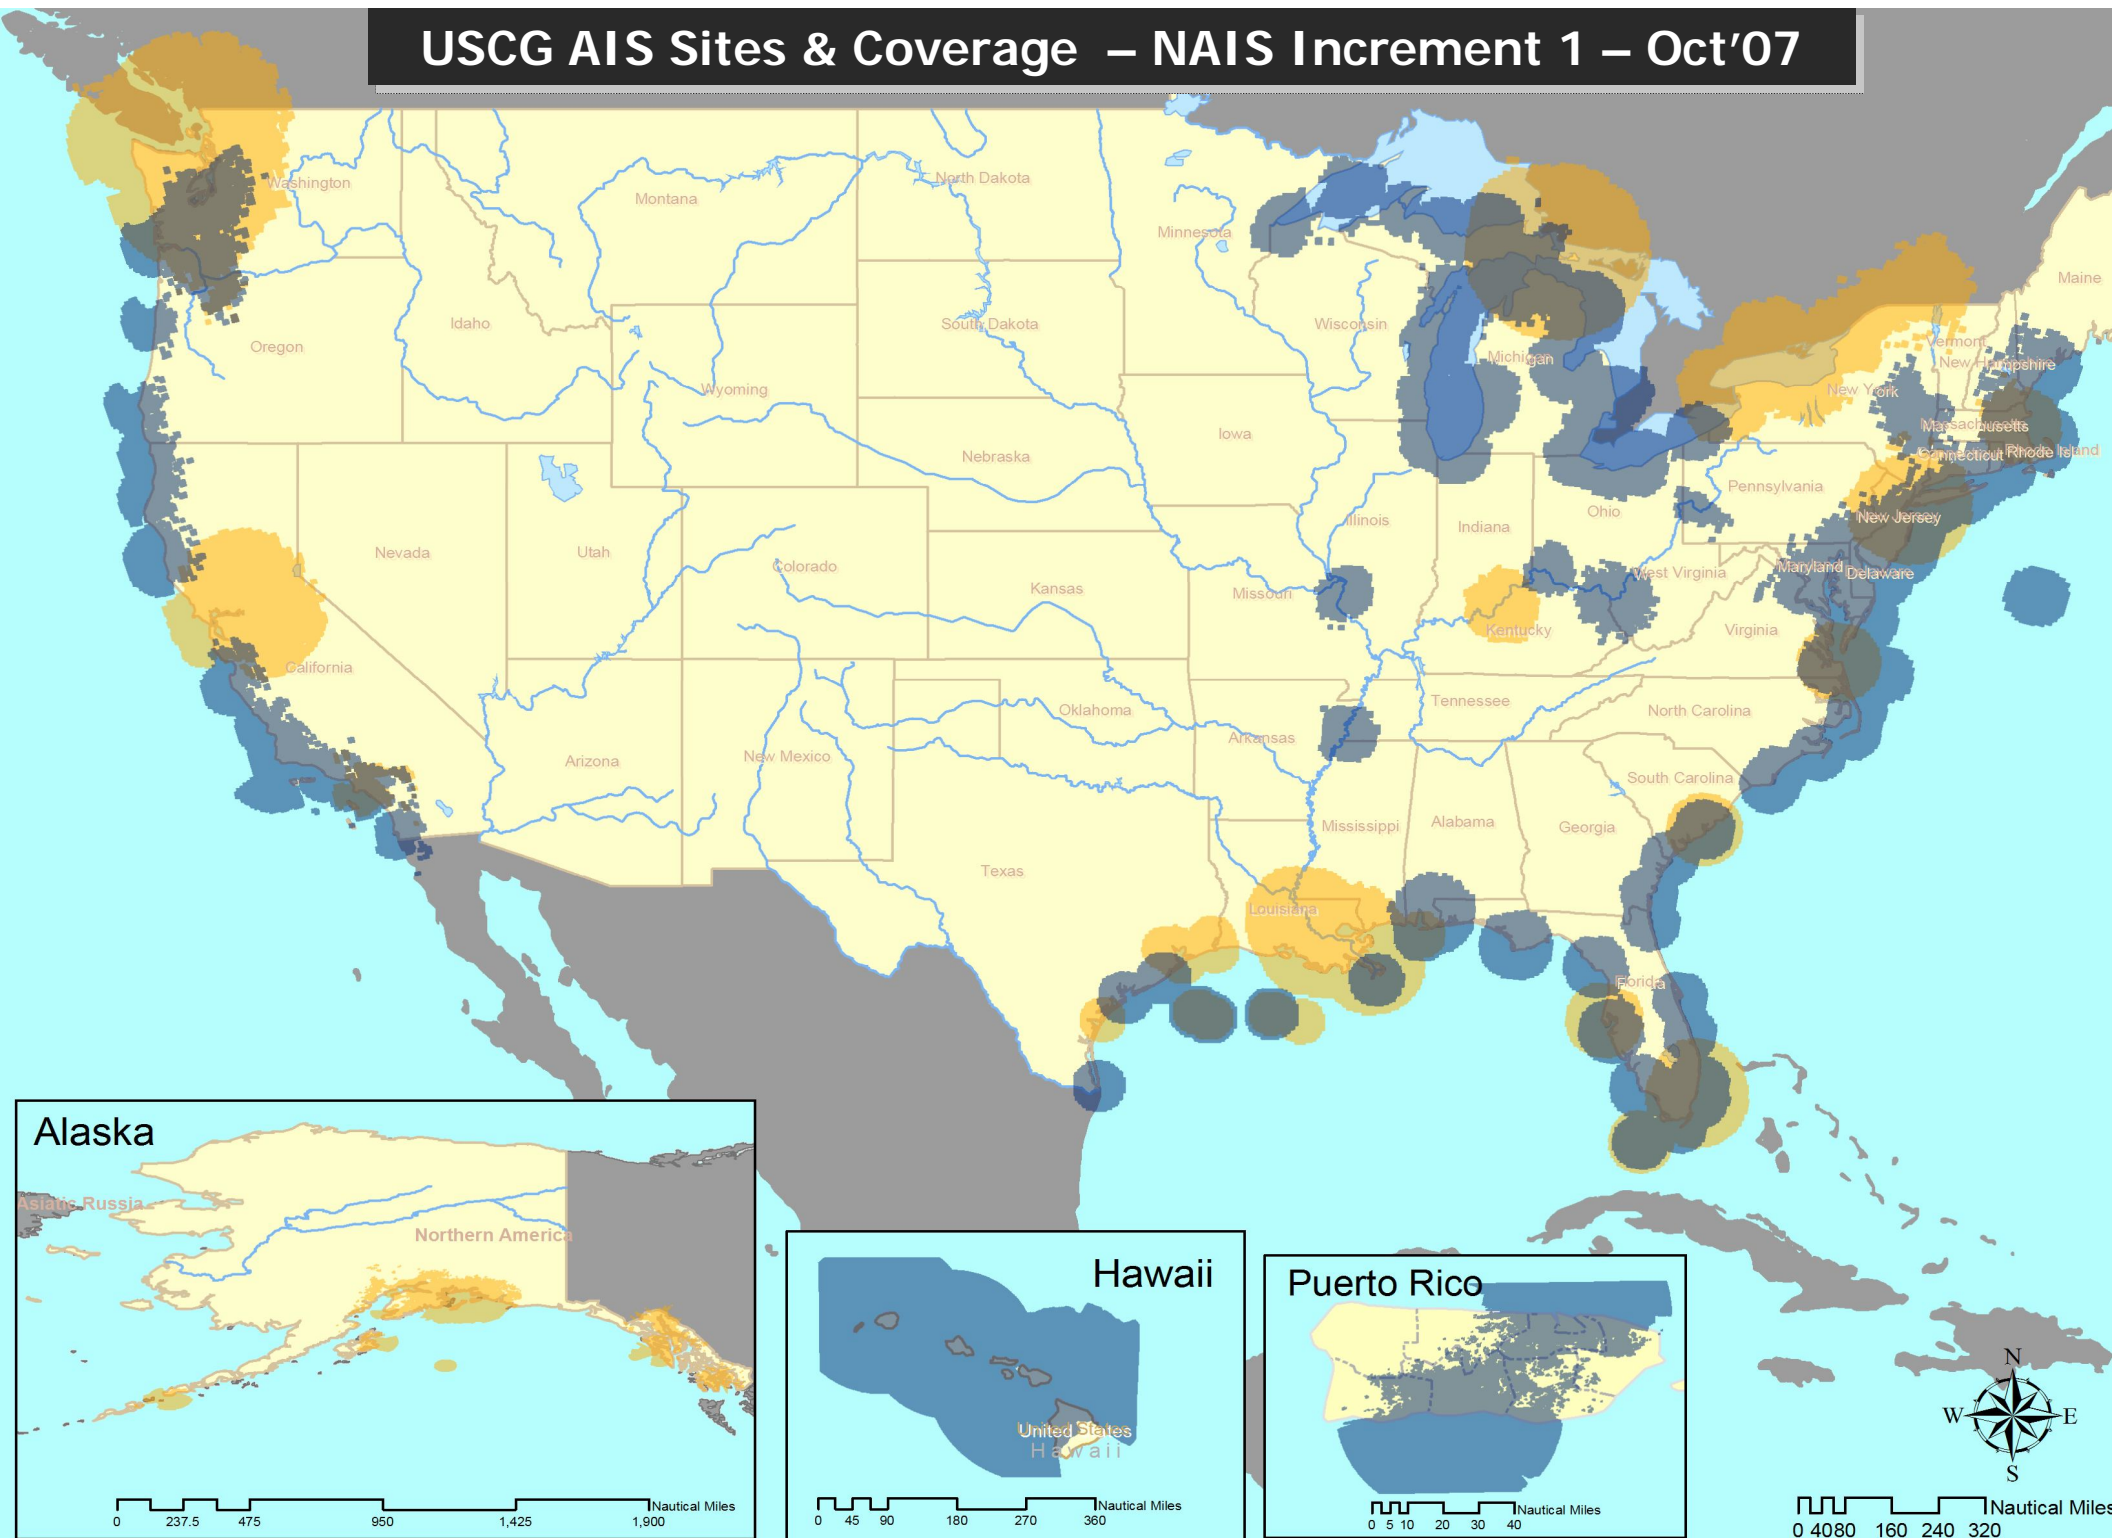 USCG AIS Sites & Coverage – NAIS Increment 1 – Oct'07
Washington
Montana
North Dakota
Minnesota
Maine
Oregon
Idaho
South Dakota
Wisconsin
Michigan
Vermont
New Hampshire
New York
Wyoming
Iowa
Nebraska
Massachusetts
Connecticut
Rhode Island
Pennsylvania
New Jersey
Nevada
Utah
Colorado
Kansas
Missouri
Illinois
Indiana
Ohio
West Virginia
Maryland
Delaware
Kentucky
Virginia
California
Oklahoma
Arkansas
Tennessee
North Carolina
Arizona
New Mexico
South Carolina
Mississippi
Alabama
Georgia
Texas
Louisiana
Florida
Alaska
Asiatic Russia
Northern America
0 237.5 475 950 1,425 1,900
Nautical Miles
Hawaii
United States
Hawaii
0 45 90 180 270 360
Nautical Miles
Puerto Rico
0 5 10 20 30 40
Nautical Miles
N
W E
S
Nautical Miles
0 40 80 160 240 320